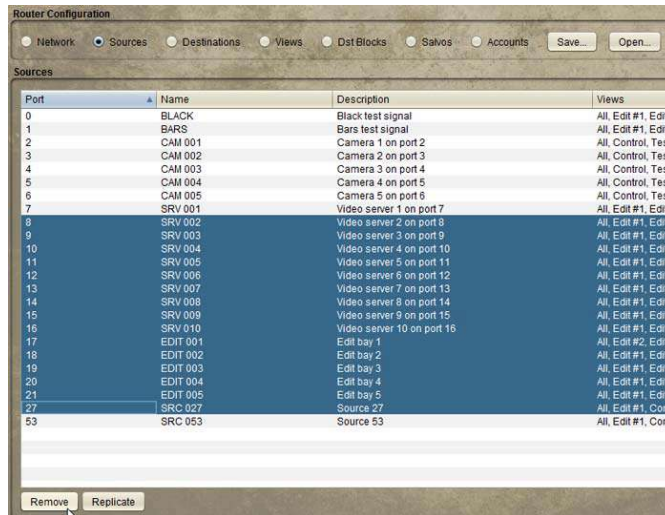 Router Configuration
Network Sources Destinations Views Dst Blocks Salvos Accounts Save... Open...
Sources
Port Name Description Views
0 BLACK Black test signal All, Edit #1, Edi
1 BARS Bars test signal All, Edit #1, Edi
2 CAM 001 Camera 1 on port 2 All, Control, Tes
3 CAM 002 Camera 2 on port 3 All, Control, Tes
4 CAM 003 Camera 3 on port 4 All, Control, Tes
5 CAM 004 Camera 4 on port 5 All, Control, Tes
6 CAM 005 Camera 5 on port 6 All, Control, Tes
7 SRV 001 Video server 1 on port 7 All, Edit #1, Edi
8 SRV 002 Video server 2 on port 8 All, Edit #1, Edi
9 SRV 003 Video server 3 on port 9 All, Edit #1, Edi
10 SRV 004 Video server 4 on port 10 All, Edit #1, Edi
11 SRV 005 Video server 5 on port 11 All, Edit #1, Edi
12 SRV 006 Video server 6 on port 12 All, Edit #1, Edi
13 SRV 007 Video server 7 on port 13 All, Edit #1, Edi
14 SRV 008 Video server 8 on port 14 All, Edit #1, Edi
15 SRV 009 Video server 9 on port 15 All, Edit #1, Edi
16 SRV 010 Video server 10 on port 16 All, Edit #1, Edi
17 EDIT 001 Edit bay 1 All, Edit #2, Edi
18 EDIT 002 Edit bay 2 All, Edit #1, Edi
19 EDIT 003 Edit bay 3 All, Edit #1, Edi
20 EDIT 004 Edit bay 4 All, Edit #1, Edi
21 EDIT 005 Edit bay 5 All, Edit #1, Edi
27 SRC 027 Source 27 All, Edit #1, Con
53 SRC 053 Source 53 All, Edit #1, Con
Remove Replicate